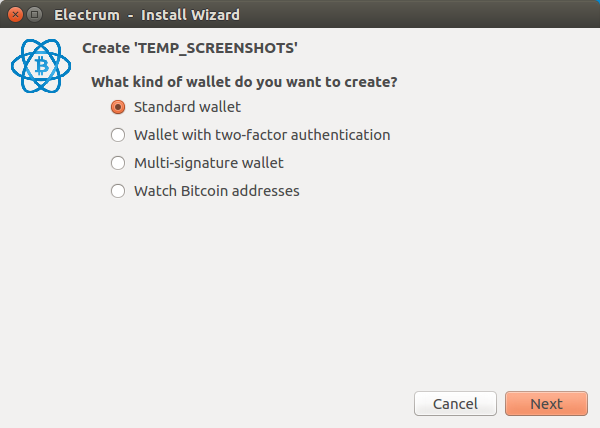 Electrum - Install Wizard
Create 'TEMP_SCREENSHOTS'
What kind of wallet do you want to create?
Standard wallet
Wallet with two-factor authentication
Multi-signature wallet
Watch Bitcoin addresses
Cancel Next